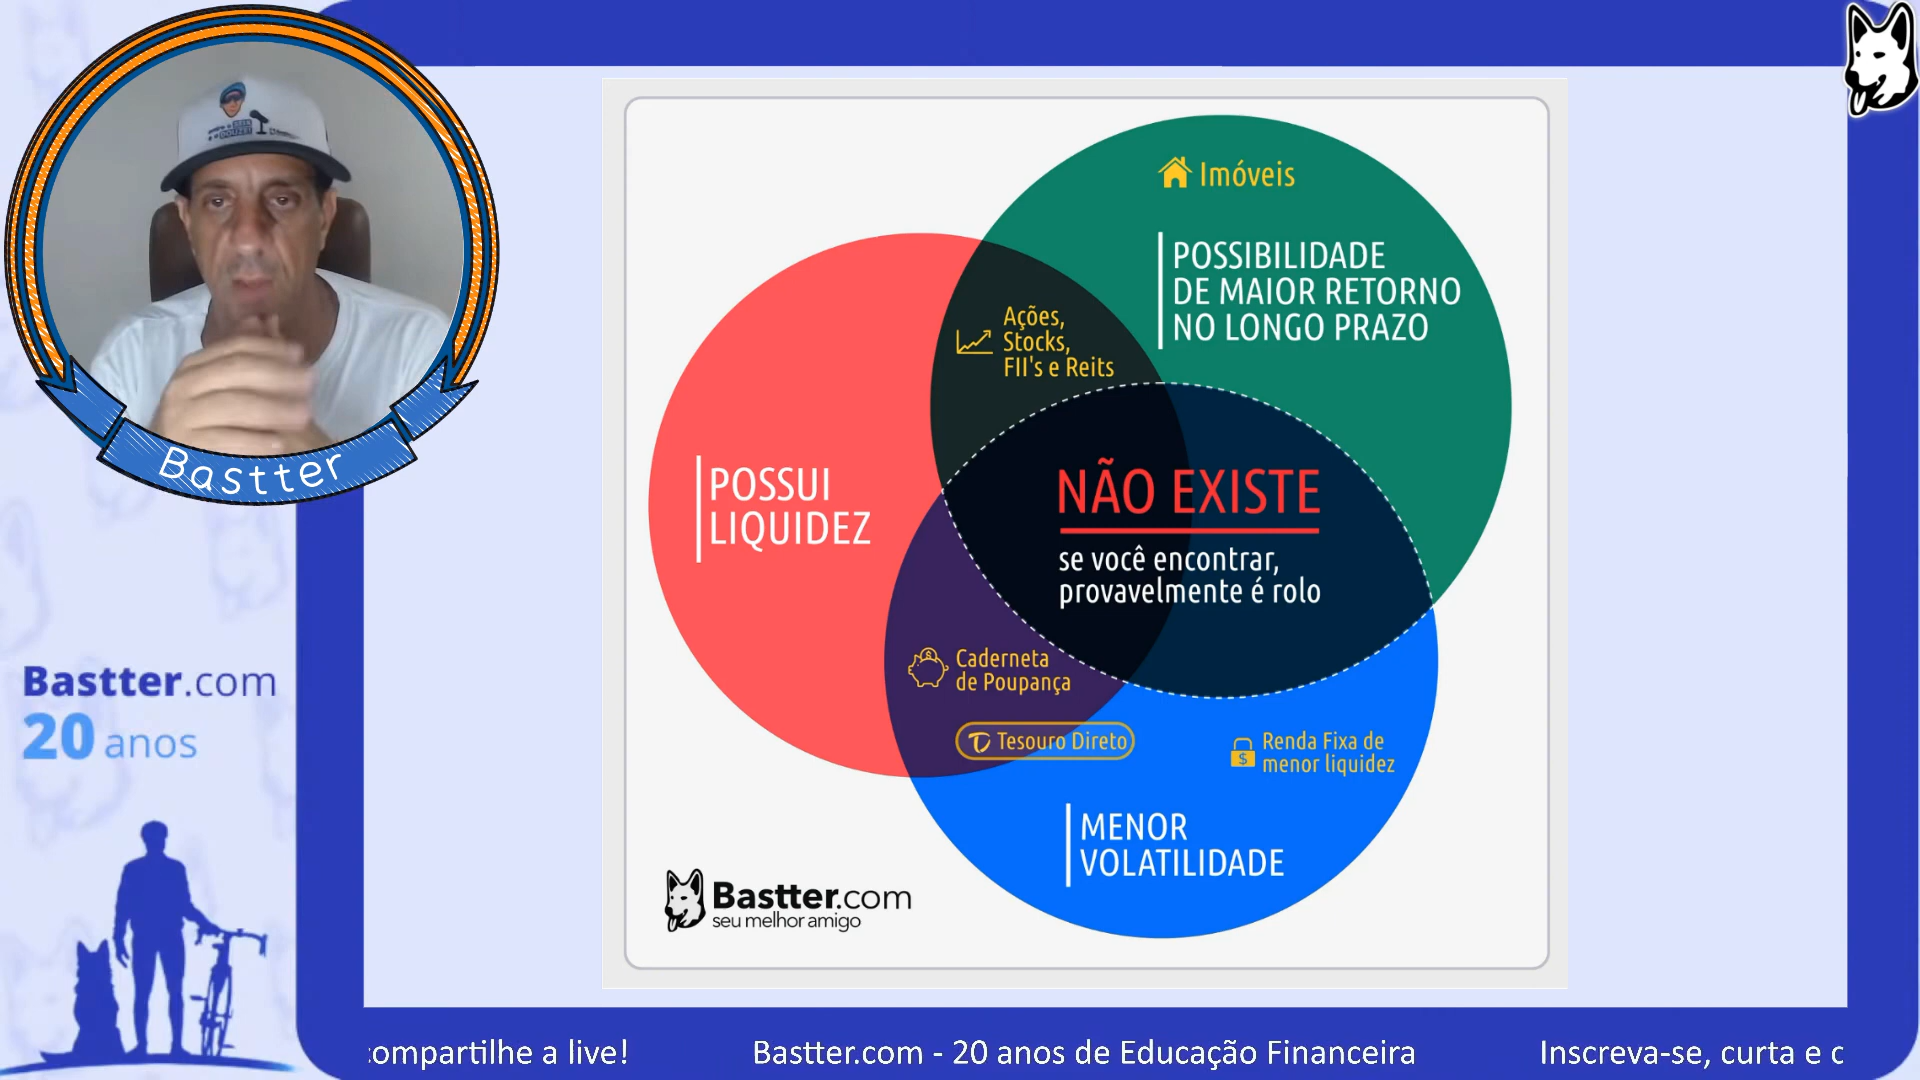 Bastter
Bastter.com
20 anos
Imóveis
POSSIBILIDADE
DE MAIOR RETORNO
NO LONGO PRAZO
Ações,
Stocks,
FII's e Reits
POSSUI
LIQUIDEZ
NÃO EXISTE
se você encontrar,
provavelmente é rolo
Caderneta
de Poupança
Tesouro Direto
Renda Fixa de
menor liquidez
MENOR
VOLATILIDADE
Bastter.com
seu melhor amigo
compartilhe a live! Bastter.com - 20 anos de Educação Financeira Inscreva-se, curta e c